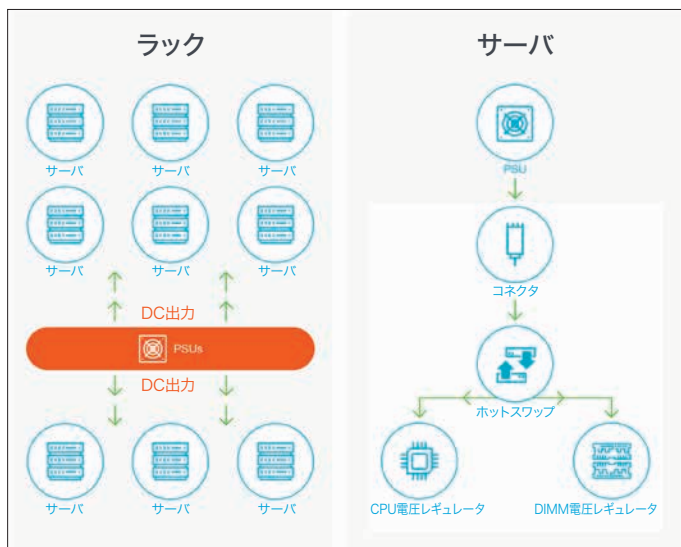 ラック
サーバ サーバ サーバ
サーバ サーバ サーバ
DC出力
PSUs
DC出力
サーバ サーバ サーバ
サーバ
PSU
コネクタ
ホットスワップ
CPU電圧レギュレータ DIMM電圧レギュレータ